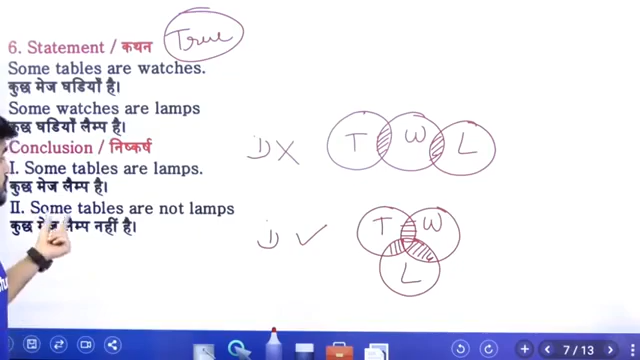 6. Statement / कथन
True
Some tables are watches.
कुछ मेज घडियाँ है।
Some watches are lamps
कुछ घडियाँ लैम्प है।
Conclusion / निष्कर्ष
I. Some tables are lamps.
कुछ मेज लैम्प है।
II. Some tables are not lamps
कुछ मेज लैम्प नहीं है।
I) X
T W L
I) ✓
T W
L
7 / 13